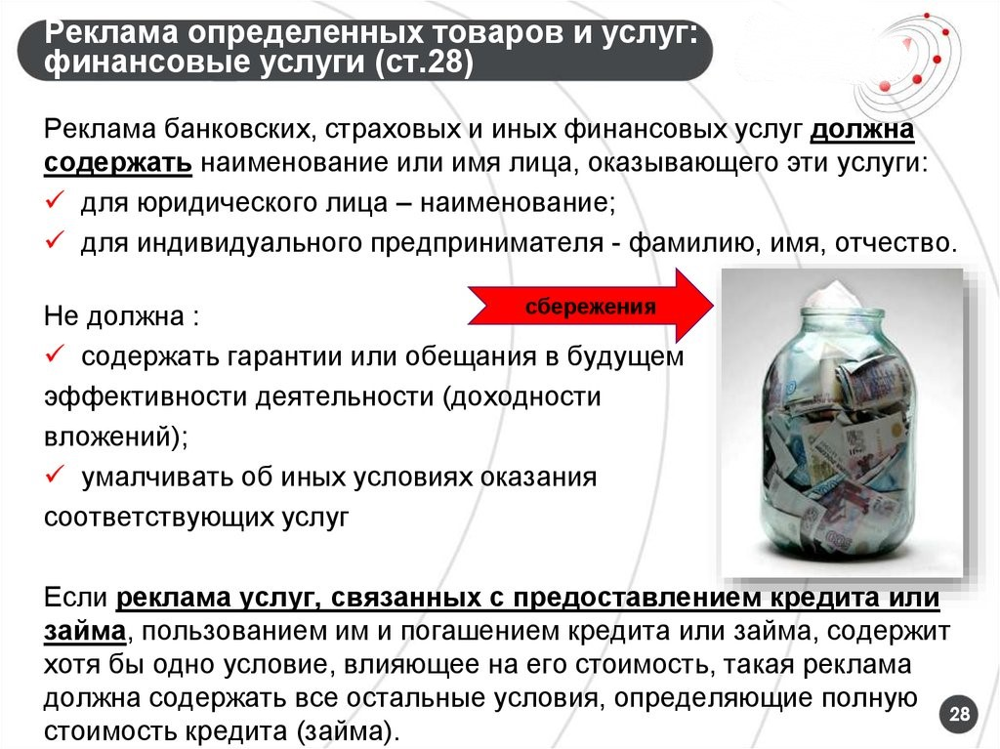 Реклама определенных товаров и услуг:
финансовые услуги (ст.28)
Реклама банковских, страховых и иных финансовых услуг должна
содержать наименование или имя лица, оказывающего эти услуги:
✓ для юридического лица – наименование;
✓ для индивидуального предпринимателя - фамилию, имя, отчество.
сбережения
Не должна :
✓ содержать гарантии или обещания в будущем
эффективности деятельности (доходности
вложений);
✓ умалчивать об иных условиях оказания
соответствующих услуг
Если реклама услуг, связанных с предоставлением кредита или
займа, пользованием им и погашением кредита или займа, содержит
хотя бы одно условие, влияющее на его стоимость, такая реклама
должна содержать все остальные условия, определяющие полную
стоимость кредита (займа).
28